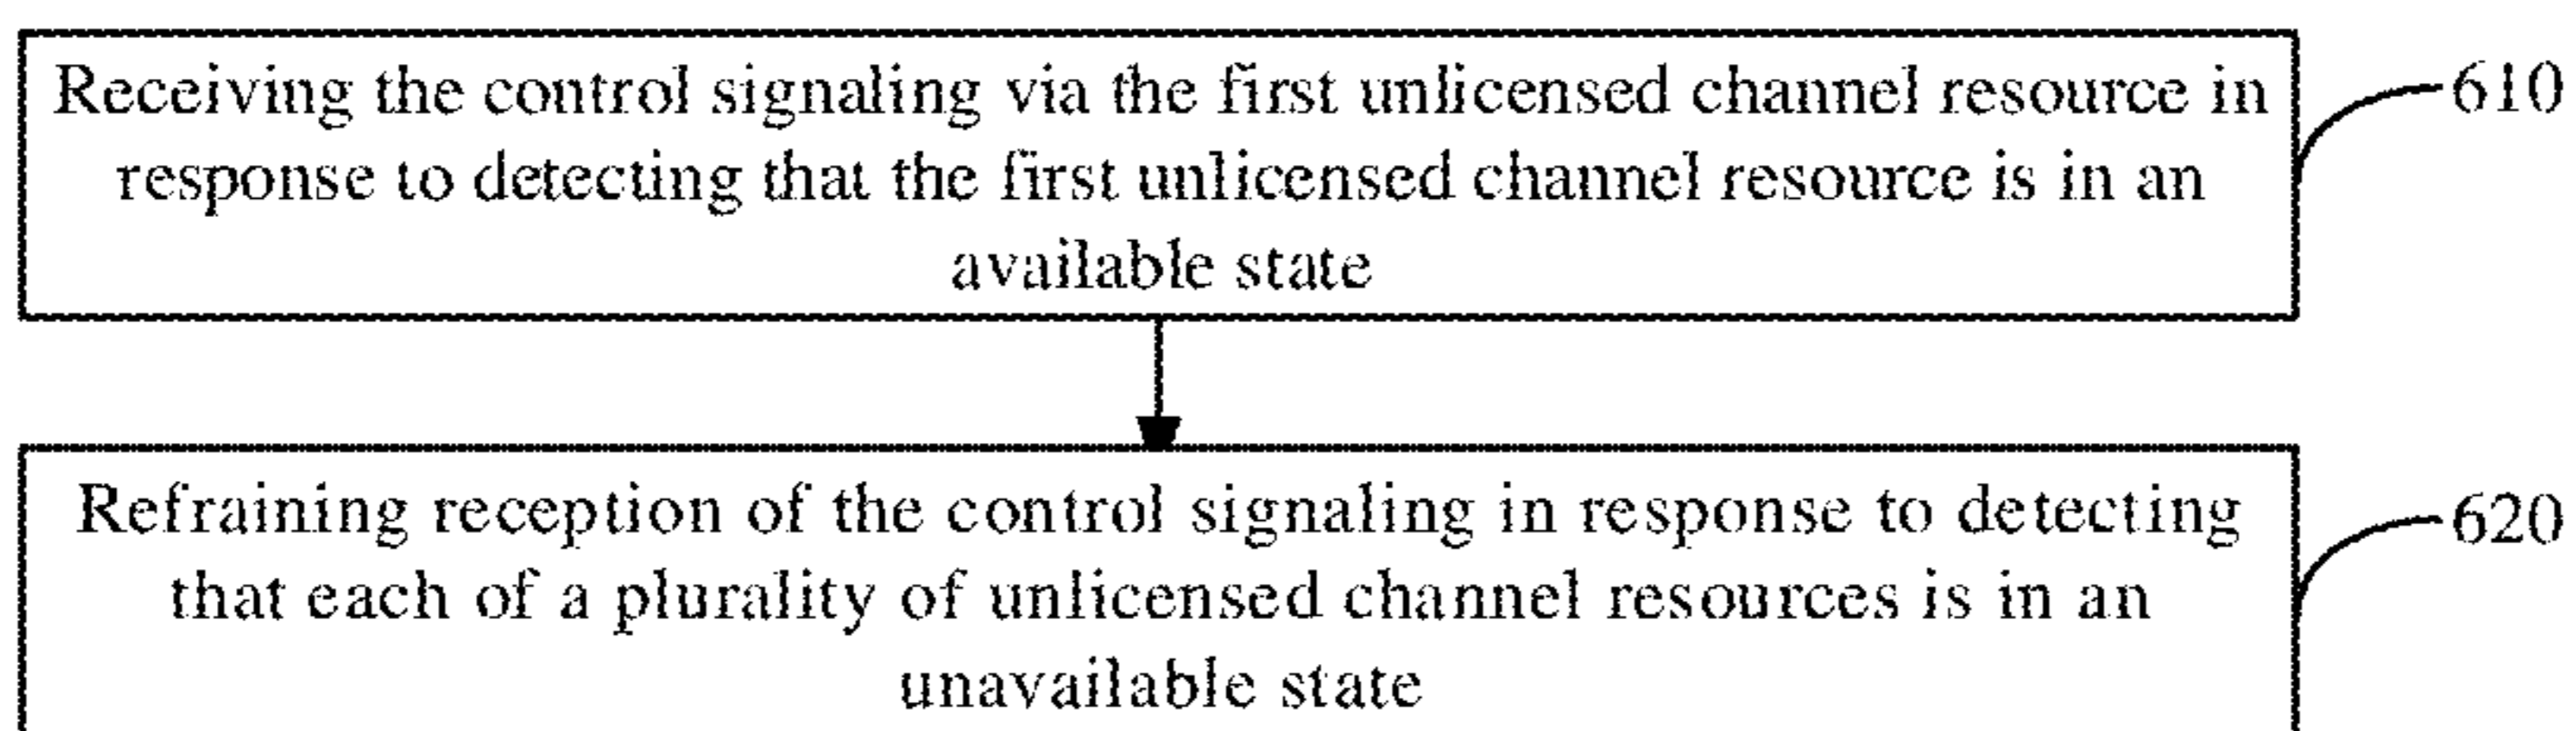 Receiving the control signaling via the first unlicensed channel resource in
response to detecting that the first unlicensed channel resource is in an
available state
610
Refraining reception of the control signaling in response to detecting
that each of a plurality of unlicensed channel resources is in an
unavailable state
620